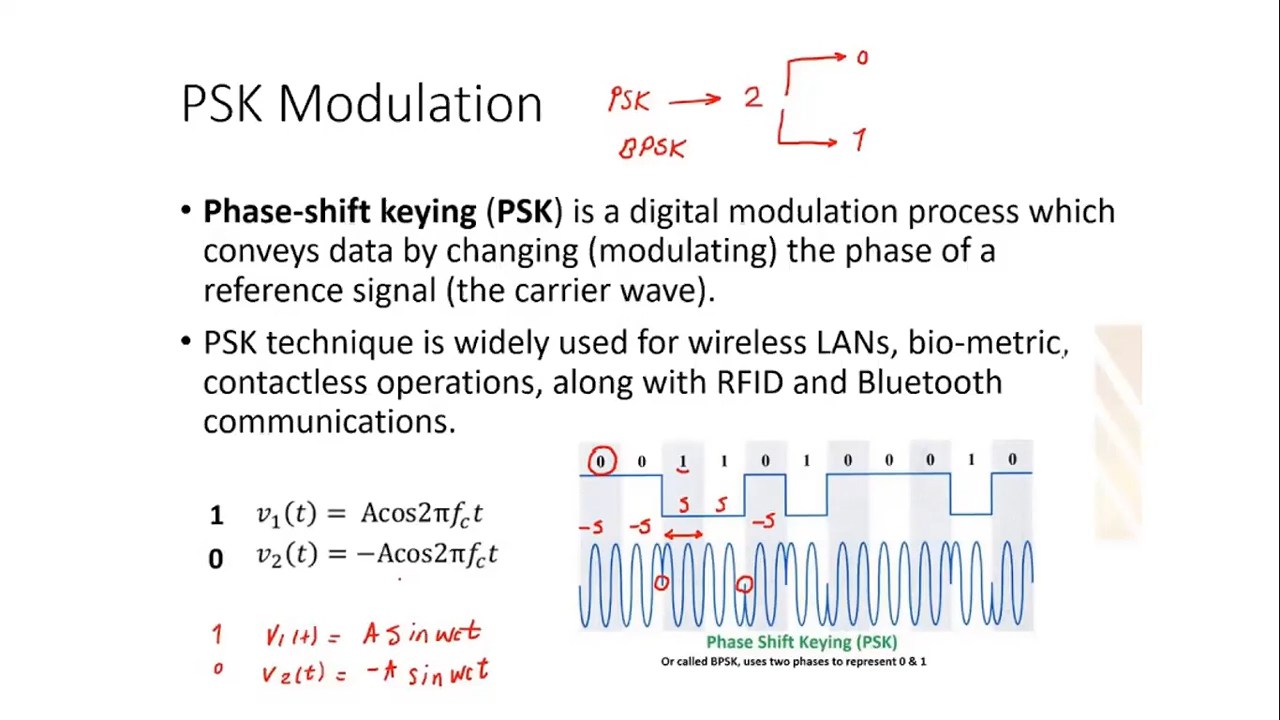 PSK Modulation
PSK → 2
0
1
BPSK
• Phase-shift keying (PSK) is a digital modulation process which
conveys data by changing (modulating) the phase of a
reference signal (the carrier wave).
• PSK technique is widely used for wireless LANs, bio-metric,
contactless operations, along with RFID and Bluetooth
communications.
0 0 1 1 0 1 0 0 0 1 0
S S
-S -S -S
0 0
1 v₁(t) = Acos2πf_ct
0 v₂(t) = −Acos2πf_ct
1 V₁(t) = A sin wct
0 V₂(t) = -A sin wct
Phase Shift Keying (PSK)
Or called BPSK, uses two phases to represent 0 & 1